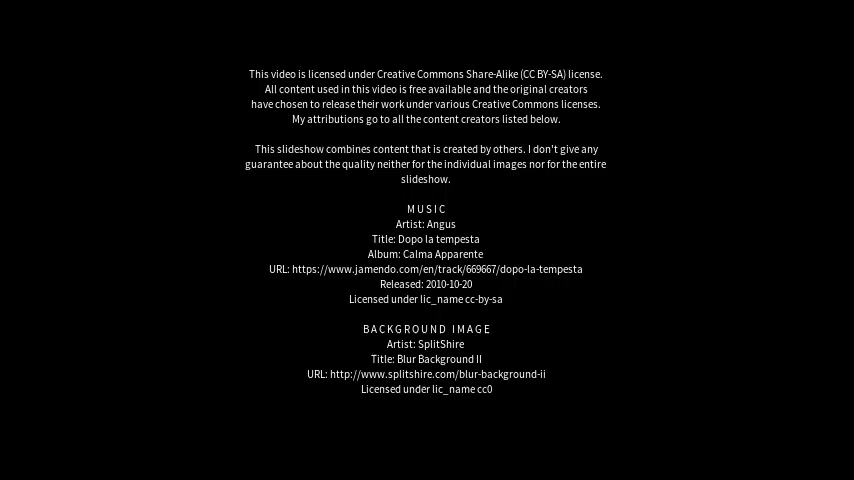 This video is licensed under Creative Commons Share-Alike (CC BY-SA) license.
All content used in this video is free available and the original creators
have chosen to release their work under various Creative Commons licenses.
My attributions go to all the content creators listed below.
This slideshow combines content that is created by others. I don't give any
guarantee about the quality neither for the individual images nor for the entire
slideshow.
MUSIC
Artist: Angus
Title: Dopo la tempesta
Album: Calma Apparente
URL: https://www.jamendo.com/en/track/669667/dopo-la-tempesta
Released: 2010-10-20
Licensed under lic_name cc-by-sa
BACKGROUND IMAGE
Artist: SplitShire
Title: Blur Background II
URL: http://www.splitshire.com/blur-background-ii
Licensed under lic_name cc0